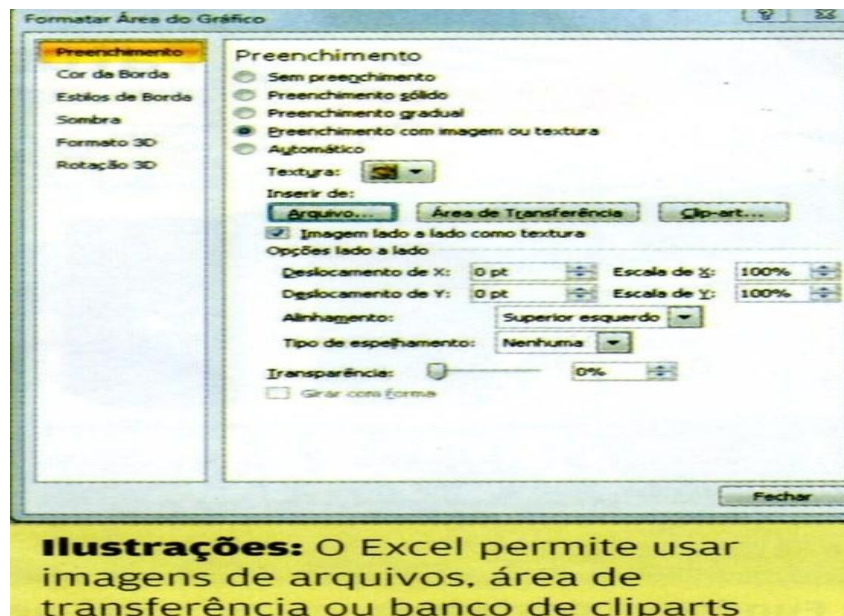 Formatar Área do Gráfico
Preenchimento
Cor da Borda
Estilos de Borda
Sombra
Formato 3D
Rotação 3D
Preenchimento
Sem preenchimento
Preenchimento sólido
Preenchimento gradual
Preenchimento com imagem ou textura
Automático
Textura:
Inserir de:
Arquivo... Área de Transferência Clip-art...
Imagem lado a lado como textura
Opções lado a lado
Deslocamento de X: 0 pt Escala de X: 100%
Deslocamento de Y: 0 pt Escala de Y: 100%
Alinhamento: Superior esquerdo
Tipo de espelhamento: Nenhuma
Transparência: 0%
Girar com forma
Fechar
Ilustrações: O Excel permite usar
imagens de arquivos, área de
transferência ou banco de cliparts